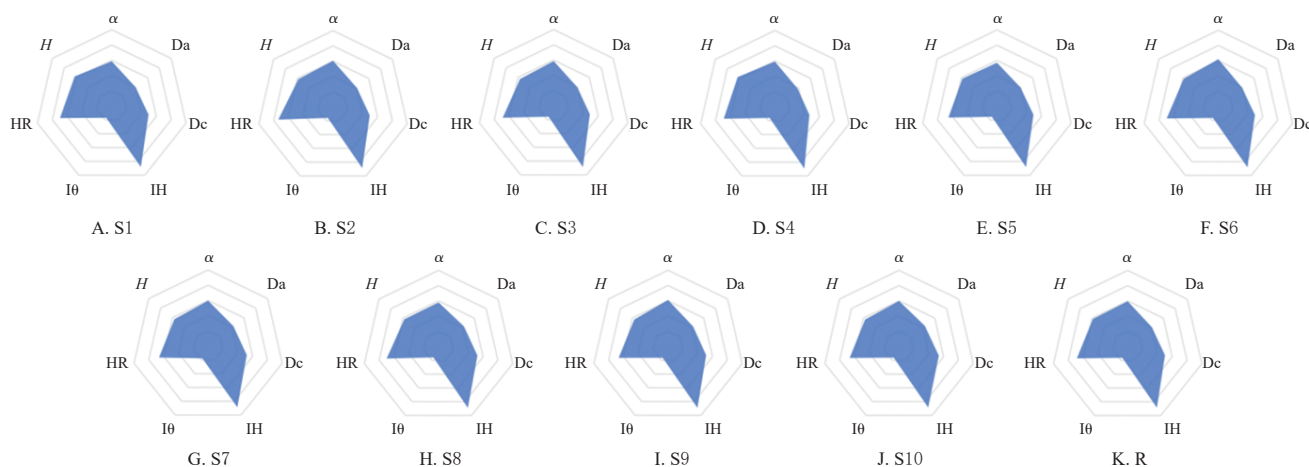 α α α α α α
H Da H Da H Da H Da H Da H Da
HR Dc HR Dc HR Dc HR Dc HR Dc HR Dc
Iθ IH Iθ IH Iθ IH Iθ IH Iθ IH Iθ IH
A. S1 B. S2 C. S3 D. S4 E. S5 F. S6
α α α α α
H Da H Da H Da H Da H Da
HR Dc HR Dc HR Dc HR Dc HR Dc
Iθ IH Iθ IH Iθ IH Iθ IH Iθ IH
G. S7 H. S8 I. S9 J. S10 K. R